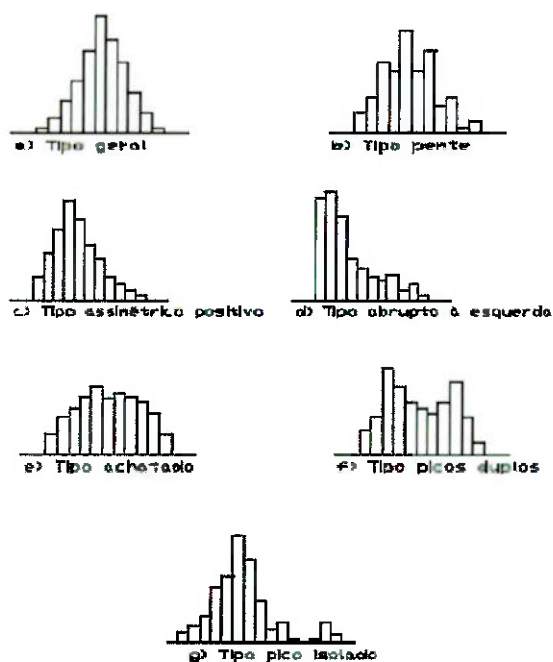 a) Tipo geral
b) Tipo pente
c) Tipo assimétrico positivo
d) Tipo abrupto à esquerda
e) Tipo achatado
f) Tipo picos duplos
g) Tipo pico isolado